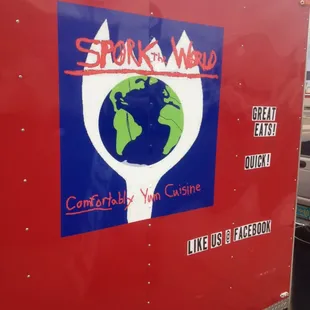 SPORK the World
Comfortably Yum Cuisine
GREAT
EATS!
QUICK!
LIKE US @ FACEBOOK